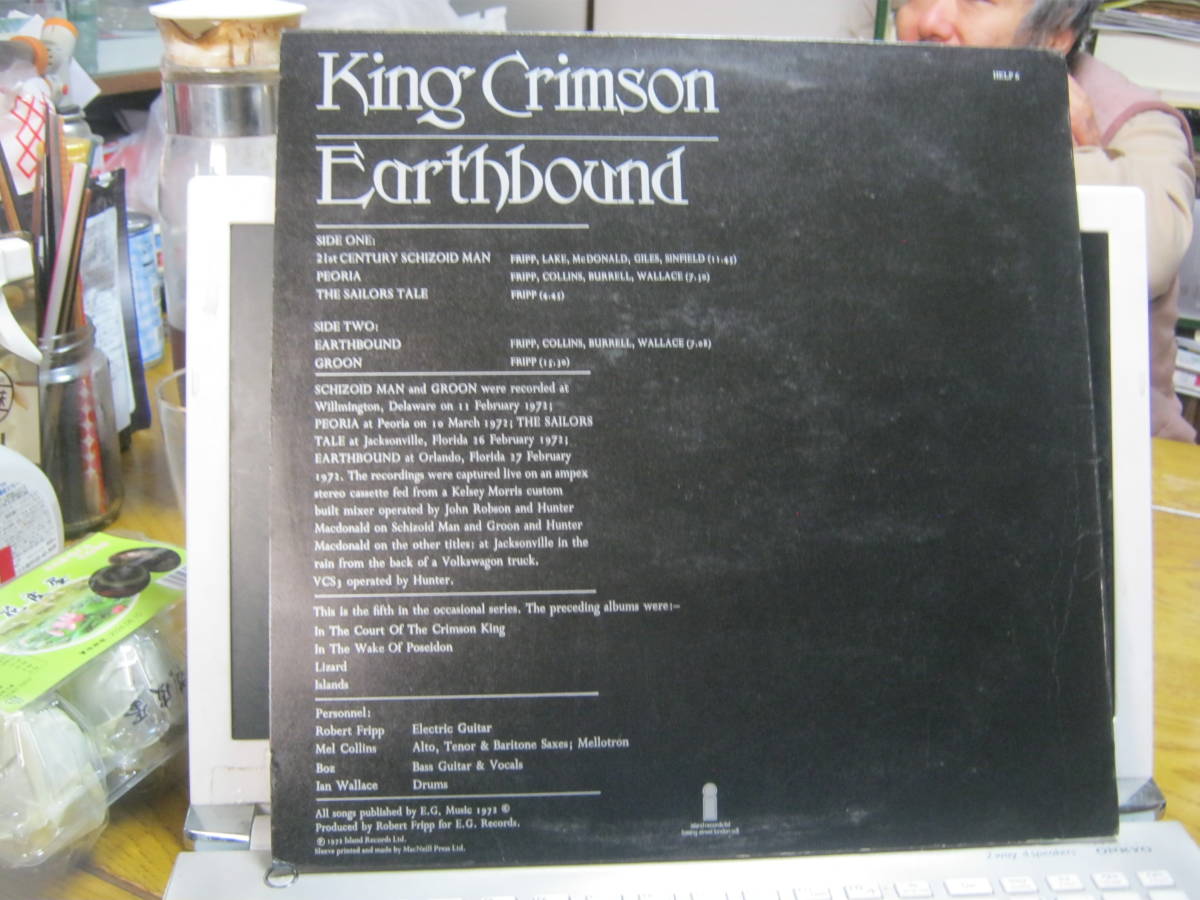 King Crimson
HELP 6
Earthbound
SIDE ONE:
21st CENTURY SCHIZOID MAN FRIPP, LAKE, McDONALD, GILES, SINFIELD (11.45)
PEORIA FRIPP, COLLINS, BURRELL, WALLACE (7.30)
THE SAILORS TALE FRIPP (4.45)
SIDE TWO:
EARTHBOUND FRIPP, COLLINS, BURRELL, WALLACE (7.08)
GROON FRIPP (15.30)
SCHIZOID MAN and GROON were recorded at
Willmington, Delaware on 11 February 1972;
PEORIA at Peoria on 10 March 1972; THE SAILORS
TALE at Jacksonville, Florida 26 February 1972;
EARTHBOUND at Orlando, Florida 27 February
1972. The recordings were captured live on an ampex
stereo cassette fed from a Kelsey Morris custom
built mixer operated by John Robson and Hunter
Macdonald on Schizoid Man and Groon and Hunter
Macdonald on the other titles: at Jacksonville in the
rain from the back of a Volkswagon truck.
VCS3 operated by Hunter.
This is the fifth in the occasional series. The preceding albums were:—
In The Court Of The Crimson King
In The Wake Of Poseidon
Lizard
Islands
Personnel:
Robert Fripp Electric Guitar
Mel Collins Alto, Tenor & Baritone Saxes; Mellotron
Boz Bass Guitar & Vocals
Ian Wallace Drums
All songs published by E.G. Music 1972 ©
Produced by Robert Fripp for E.G. Records.
℗ 1972 Island Records Ltd.
Sleeve printed and made by MacNeill Press Ltd.
island records ltd
basing street london w11
2way 4speakers ONKYO